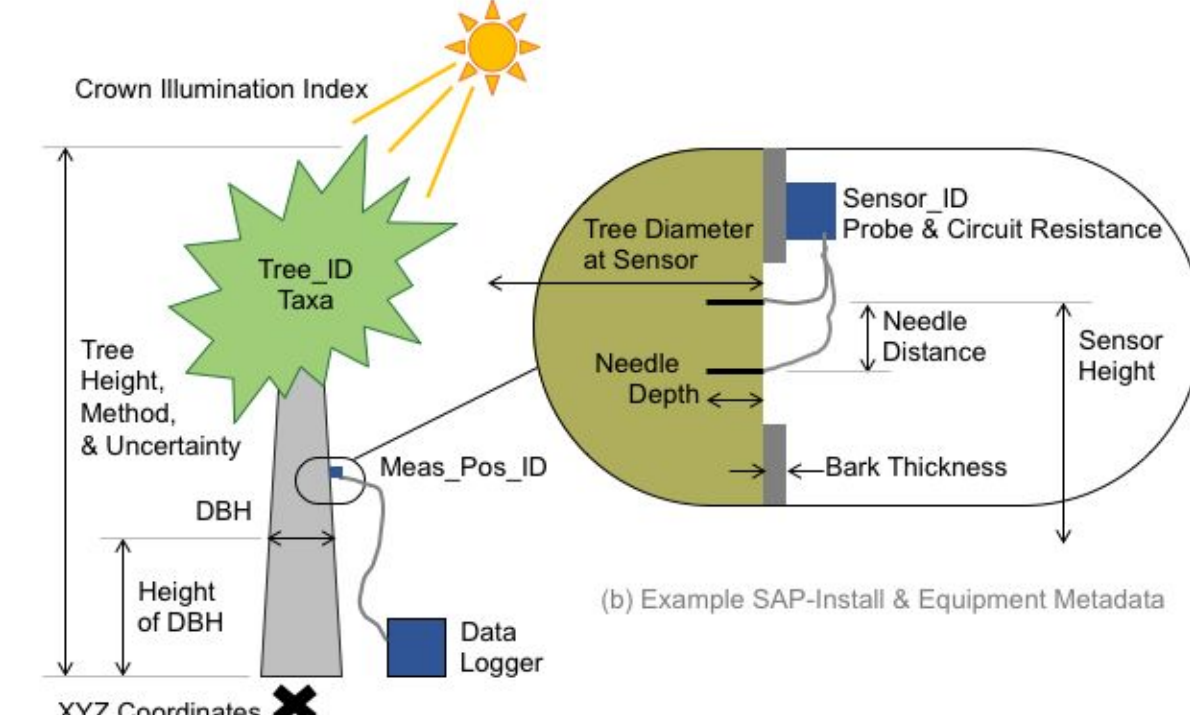 Crown Illumination Index
Tree_ID
Taxa
Tree
Height,
Method,
& Uncertainty
DBH
Height
of DBH
Meas_Pos_ID
Data
Logger
XYZ Coordinates
Tree Diameter
at Sensor
Sensor_ID
Probe & Circuit Resistance
Needle
Distance
Sensor
Height
Needle
Depth
Bark Thickness
(b) Example SAP-Install & Equipment Metadata